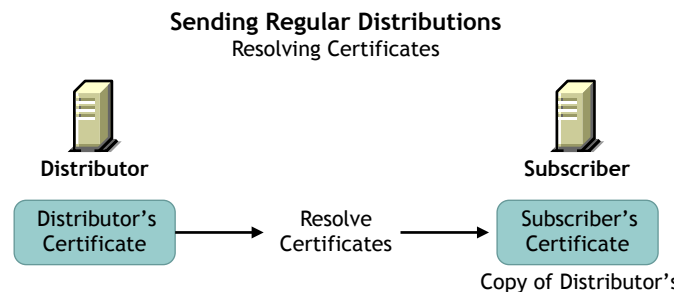 Sending Regular Distributions
Resolving Certificates
Distributor
Subscriber
Distributor's
Certificate
Resolve
Certificates
Subscriber's
Certificate
Copy of Distributor's